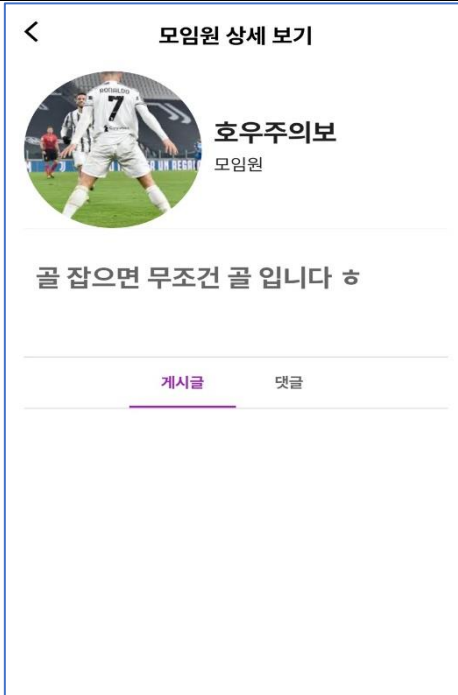 모임원 상세 보기
RONALDO
7
호우주의보
모임원
골 잡으면 무조건 골 입니다 ㅎ
게시글 댓글